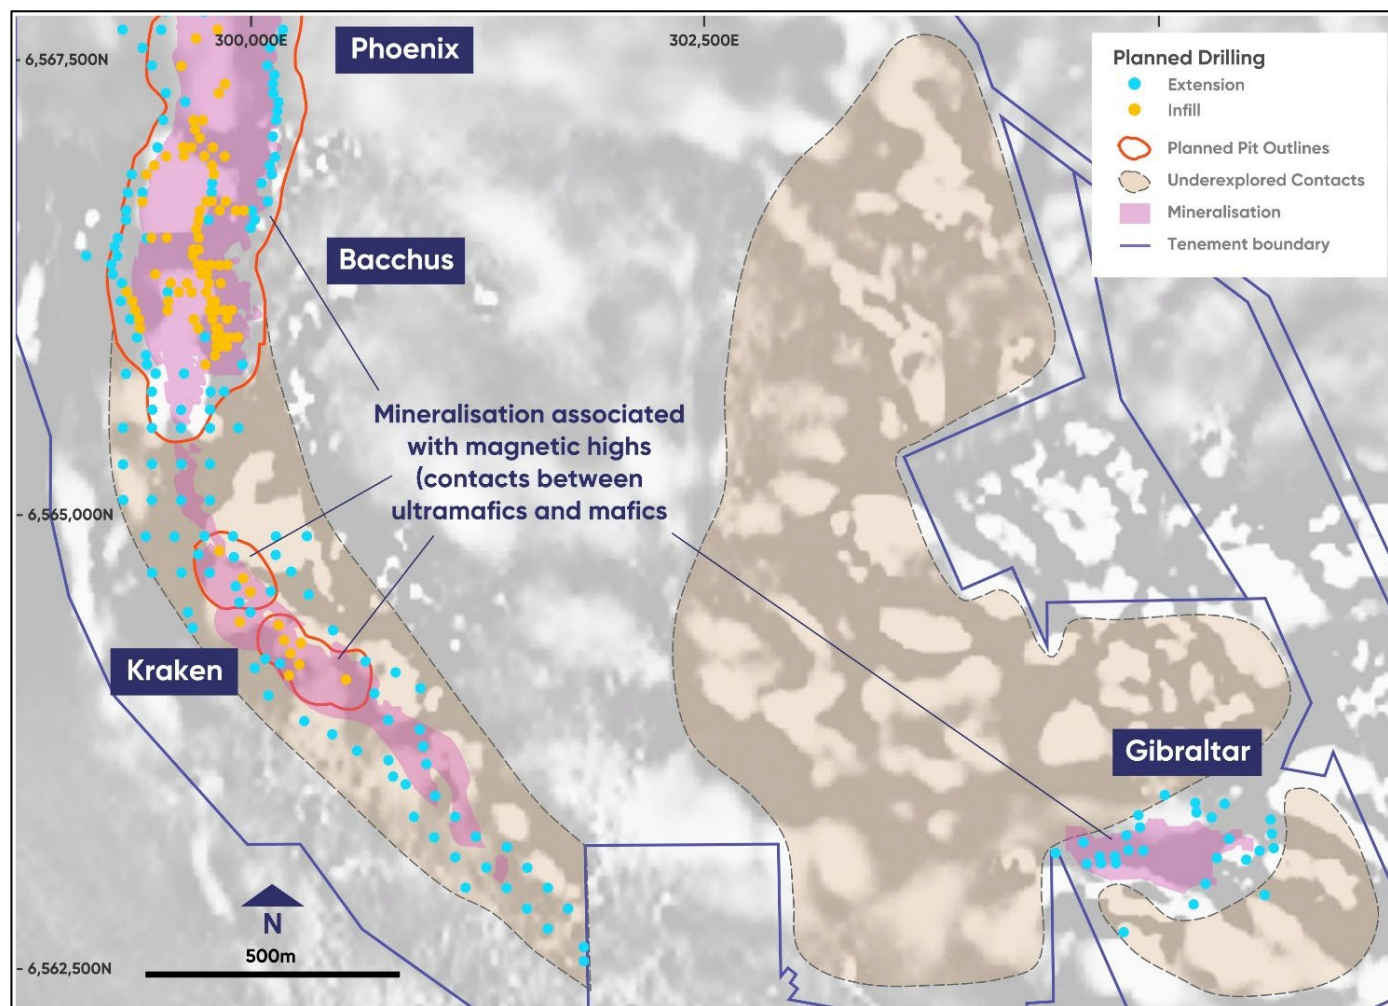 300,000E
302,500E
6,567,500N
Phoenix
Planned Drilling
Extension
Infill
Planned Pit Outlines
Underexplored Contacts
Mineralisation
Tenement boundary
Bacchus
Mineralisation associated
with magnetic highs
(contacts between
ultramafics and mafics
6,565,000N
Kraken
Gibraltar
N
500m
6,562,500N